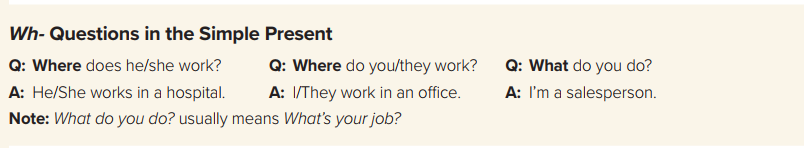 Wh- Questions in the Simple Present
Q: Where does he/she work? Q: Where do you/they work? Q: What do you do?
A: He/She works in a hospital. A: I/They work in an office. A: I'm a salesperson.
Note: What do you do? usually means What's your job?